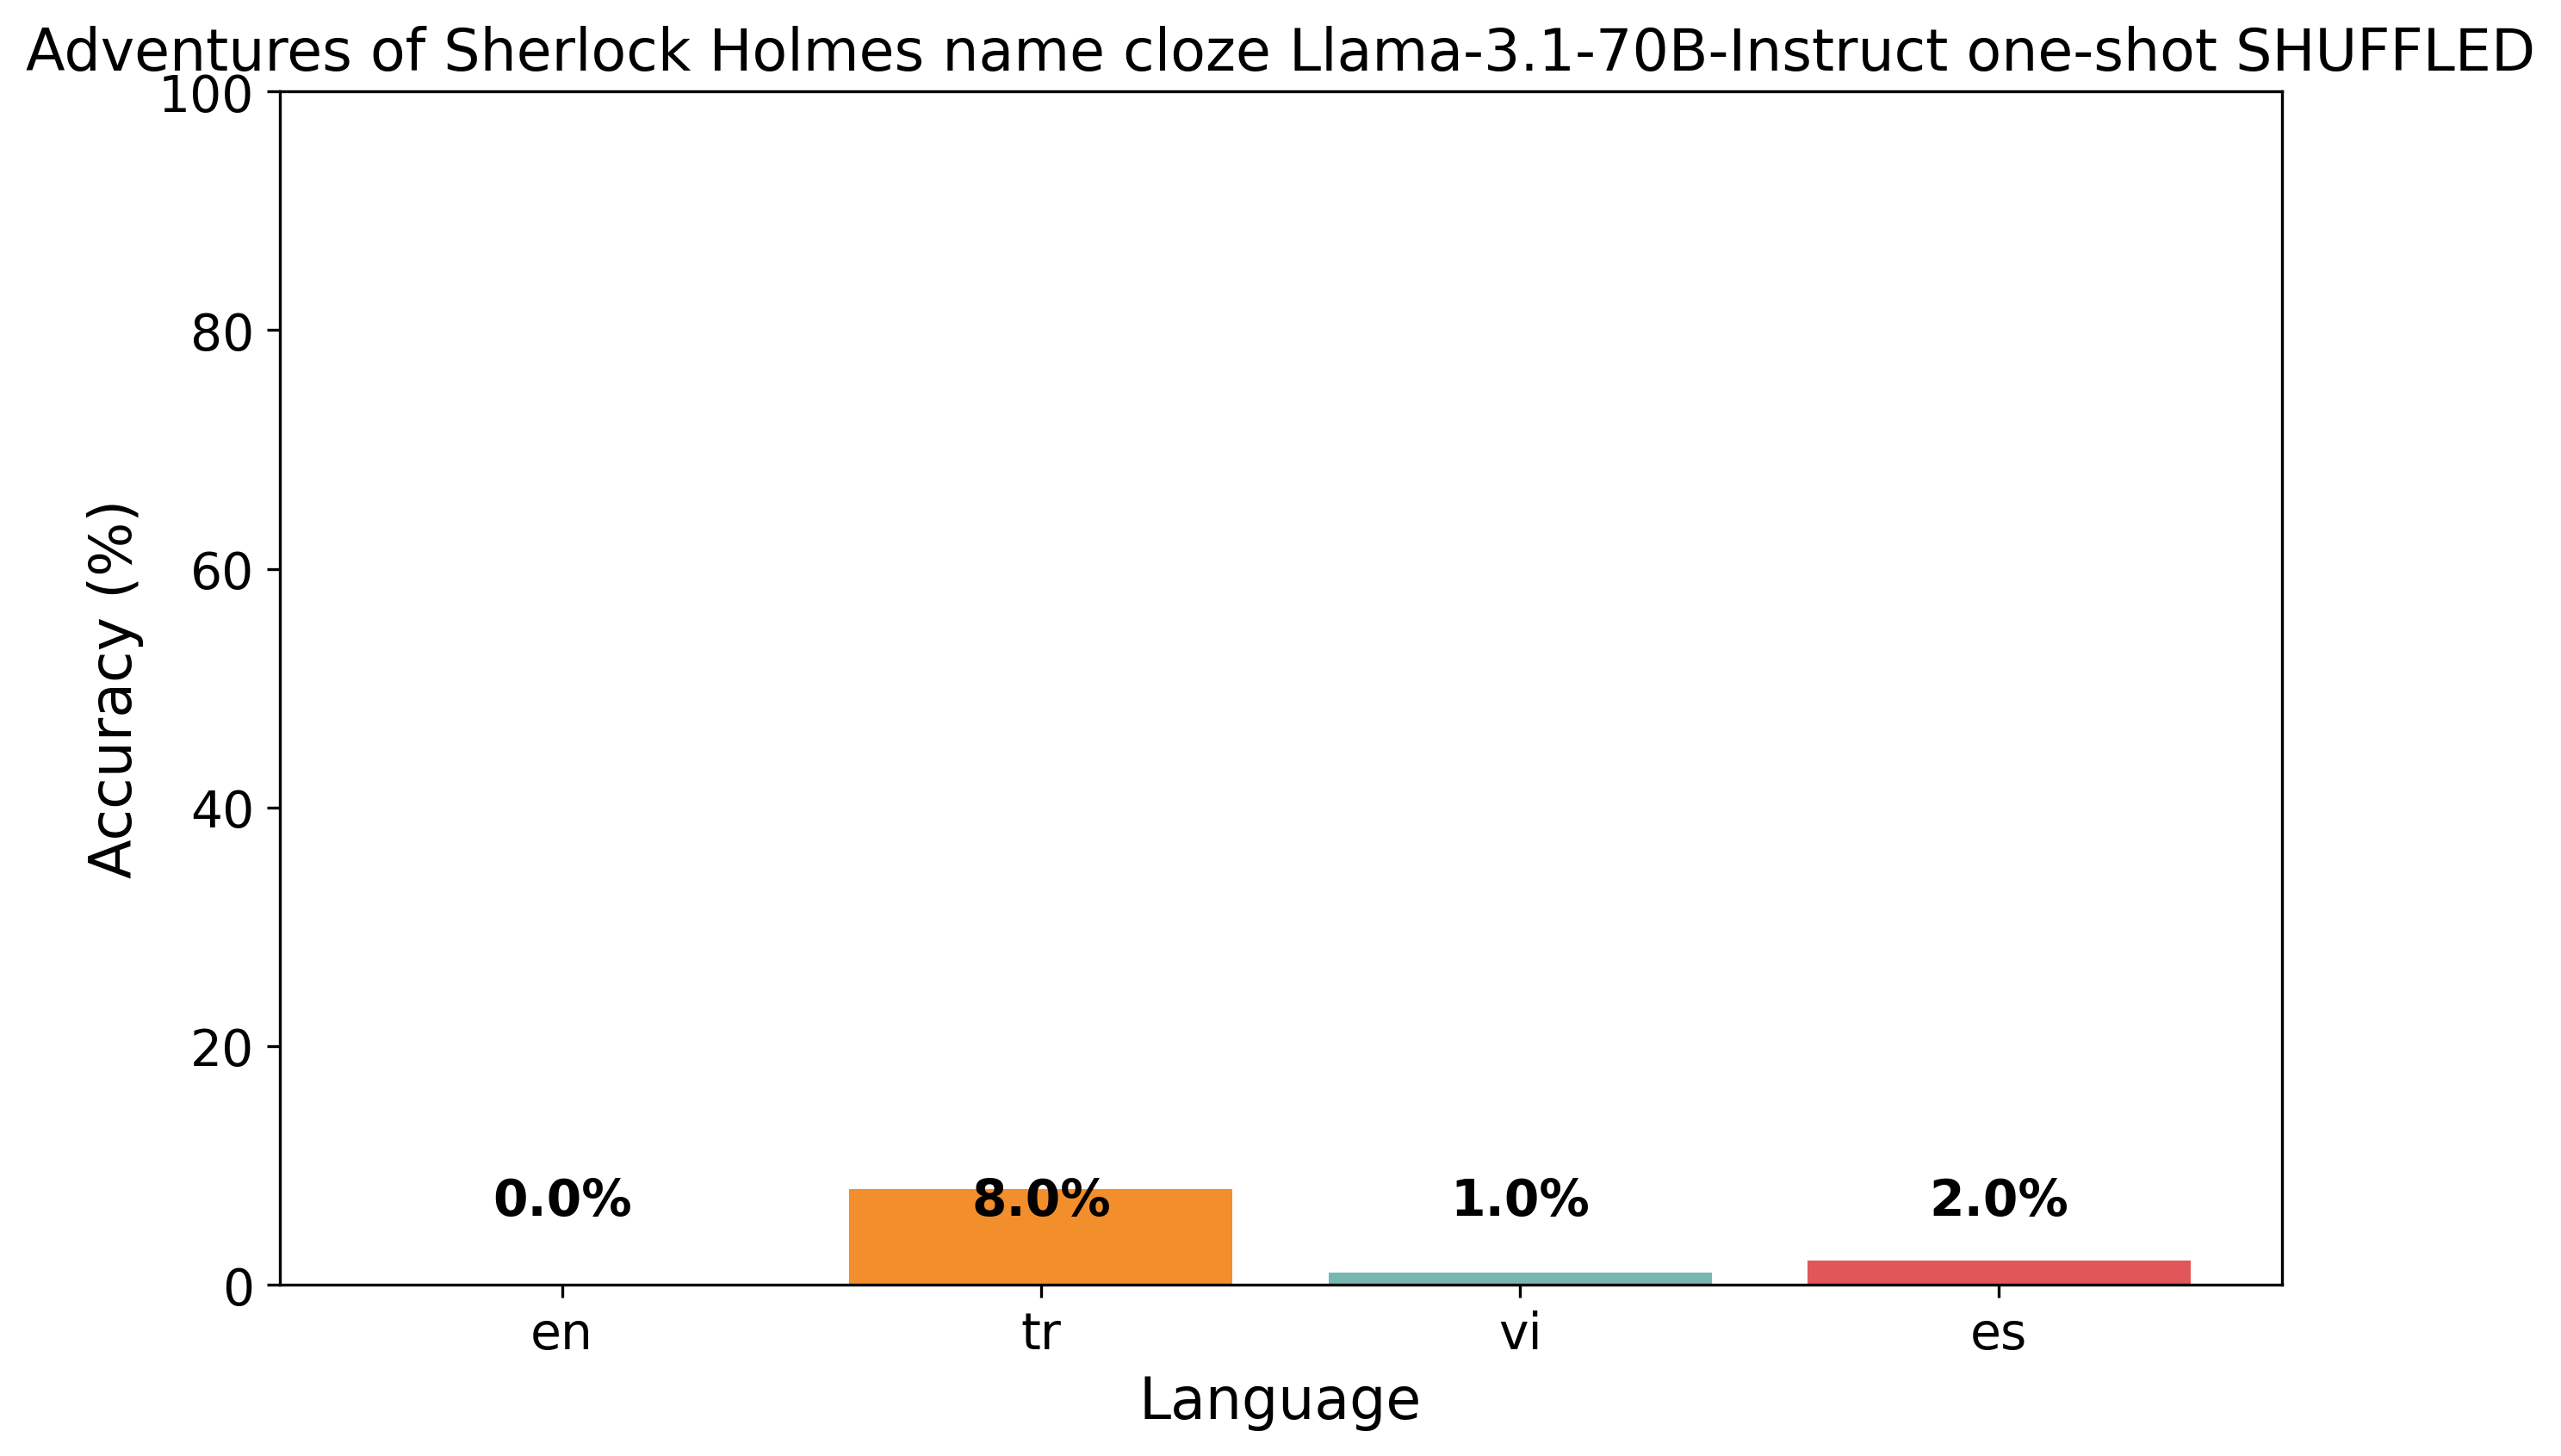 Adventures of Sherlock Holmes name cloze Llama-3.1-70B-Instruct one-shot SHUFFLED
100
80
60
40
20
0
Accuracy (%)
0.0%
8.0%
1.0%
2.0%
en
tr
vi
es
Language